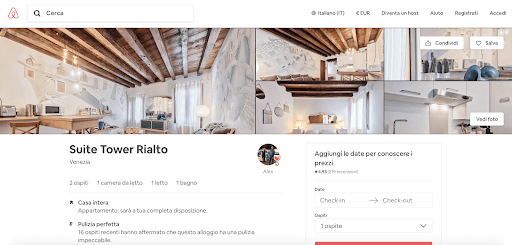 Cerca
Italiano (IT)
€ EUR
Diventa un host
Aiuto
Registrati
Accedi
Condividi
Salva
Vedi foto
Suite Tower Rialto
Venezia
2 ospiti 1 camera da letto 1 letto 1 bagno
Alex
Casa intera
Appartamento: sarà a tua completa disposizione.
Pulizia perfetta
16 ospiti recenti hanno affermato che questo alloggio ha una pulizia
impeccabile.
Aggiungi le date per conoscere i
prezzi
Date
Check-in
Check-out
Ospiti
1 ospite